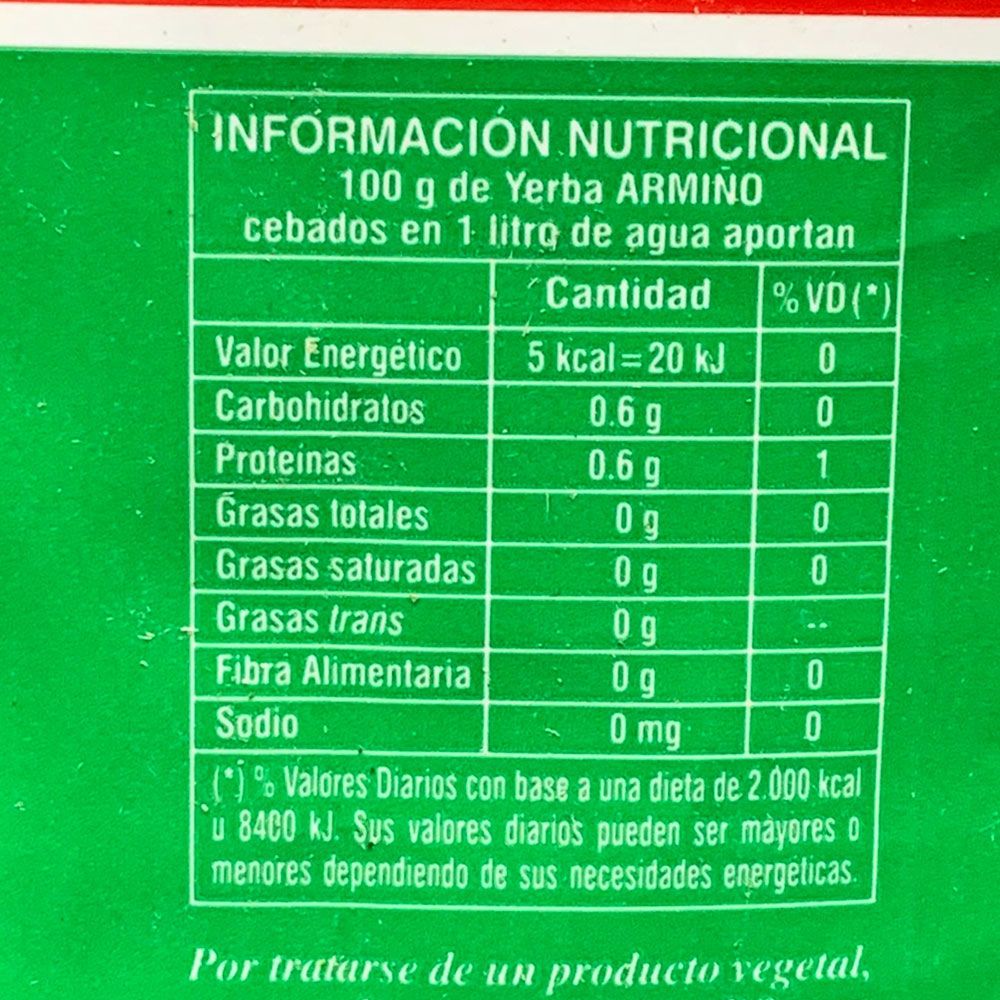 INFORMACIÓN NUTRICIONAL
100 g de Yerba ARMIÑO
cebados en 1 litro de agua aportan
Cantidad % VD (*)
Valor Energético 5 kcal = 20 kJ 0
Carbohidratos 0.6 g 0
Proteínas 0.6 g 1
Grasas totales 0 g 0
Grasas saturadas 0 g 0
Grasas trans 0 g --
Fibra Alimentaria 0 g 0
Sodio 0 mg 0
(*) % Valores Diarios con base a una dieta de 2.000 kcal
u 8400 kJ. Sus valores diarios pueden ser mayores o
menores dependiendo de sus necesidades energéticas.
Por tratarse de un producto vegetal,